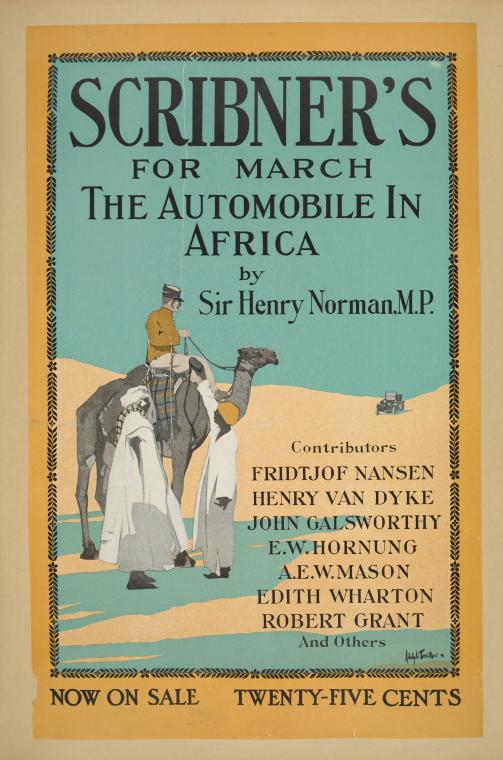 SCRIBNER'S
FOR MARCH
THE AUTOMOBILE IN
AFRICA
by
Sir Henry Norman, M.P.
Contributors
FRIDTJOF NANSEN
HENRY VAN DYKE
JOHN GALSWORTHY
E.W. HORNUNG
A.E.W. MASON
EDITH WHARTON
ROBERT GRANT
And Others
NOW ON SALE TWENTY-FIVE CENTS